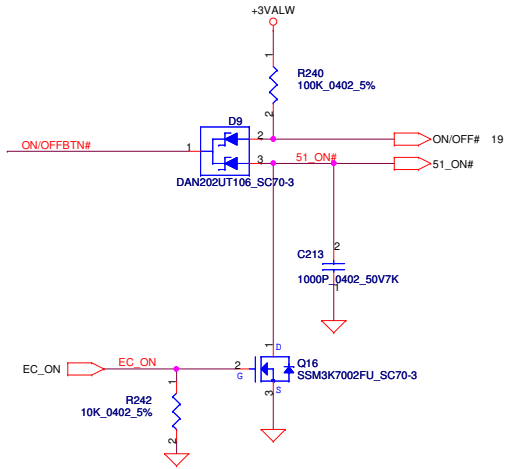 +3VALW
1
R240
100K_0402_5%
2
D9
ON/OFFBTN#
1
2
ON/OFF# 19
3
51_ON#
51_ON#
DAN202UT106_SC70-3
2
C213
1000P_0402_50V7K
1
1
D
EC_ON
EC_ON
2
G
Q16
SSM3K7002FU_SC70-3
S
3
1
R242
10K_0402_5%
2